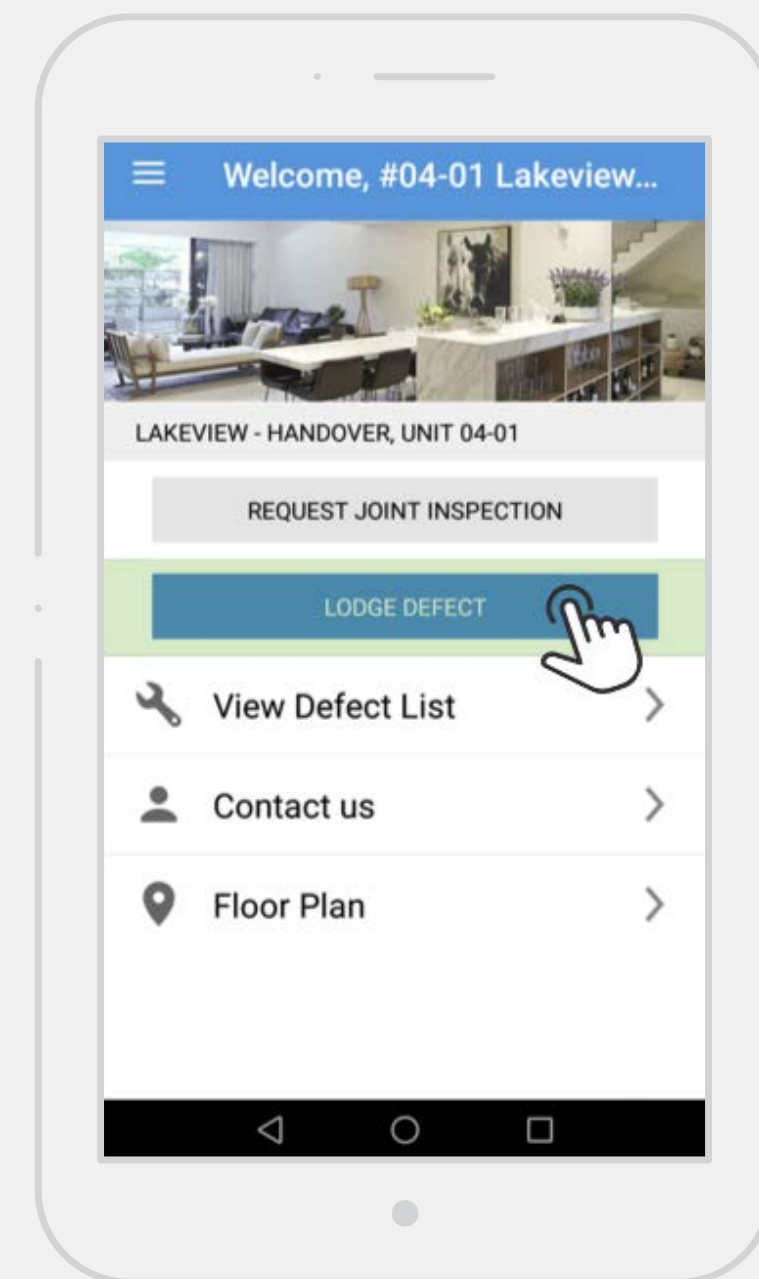 Welcome, #04-01 Lakeview...
LAKEVIEW - HANDOVER, UNIT 04-01
REQUEST JOINT INSPECTION
LODGE DEFECT
View Defect List
Contact us
Floor Plan